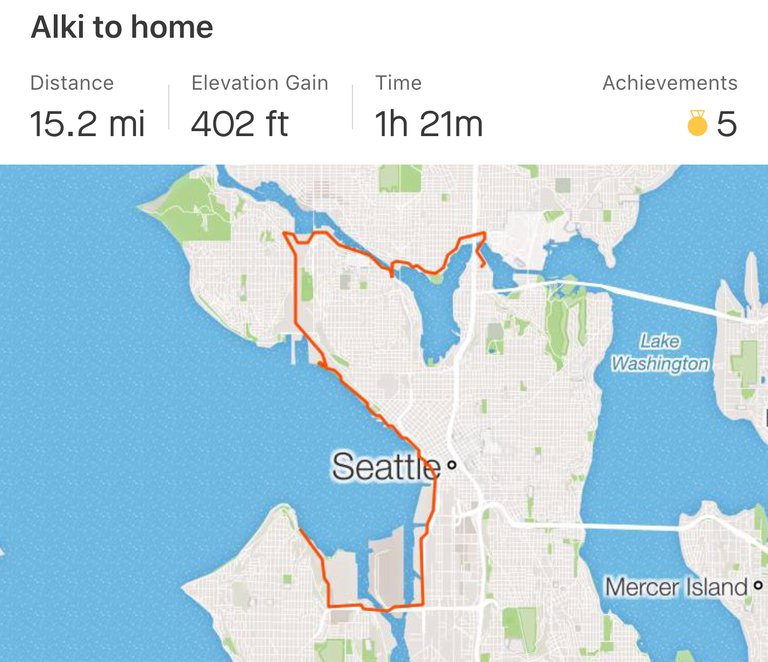 Alki to home
Distance
Elevation Gain
Time
Achievements
15.2 mi
402 ft
1h 21m
5
Lake
Washington
Seattle
Mercer Island